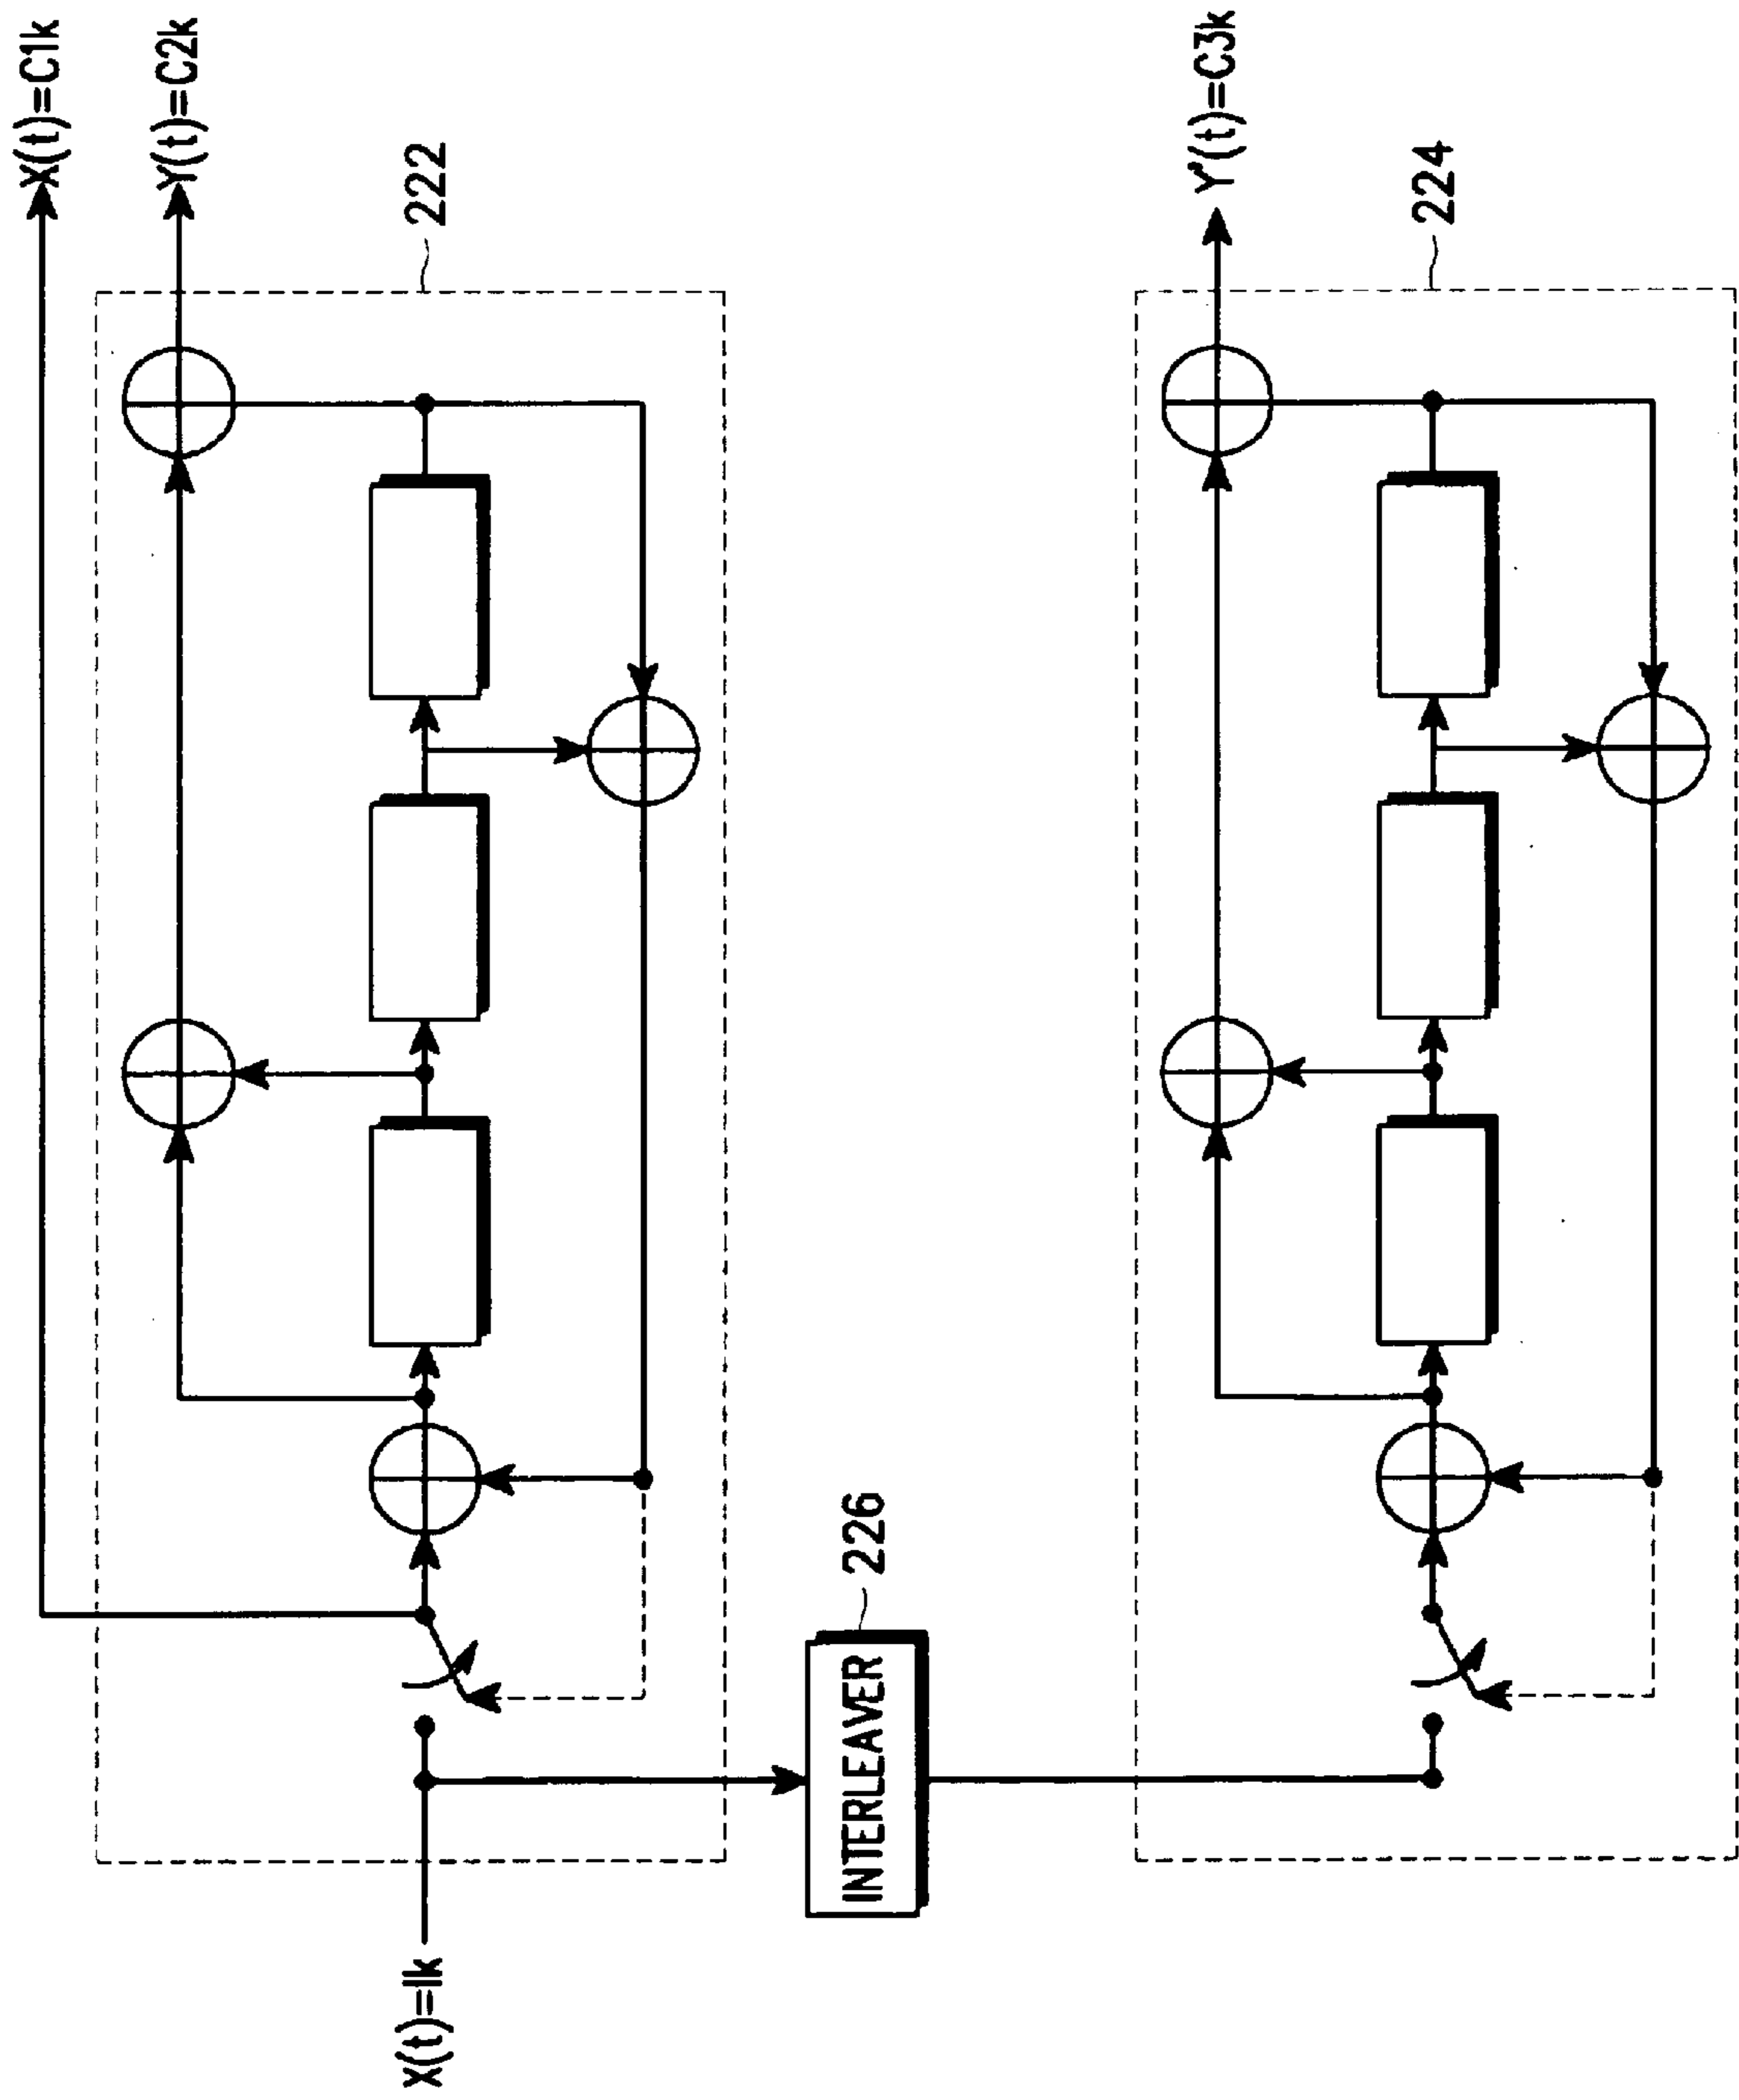 X(t)=C1k
Y(t)=C2k
222
X(t)=Ik
INTERLEAVER
226
Y'(t)=C3k
224